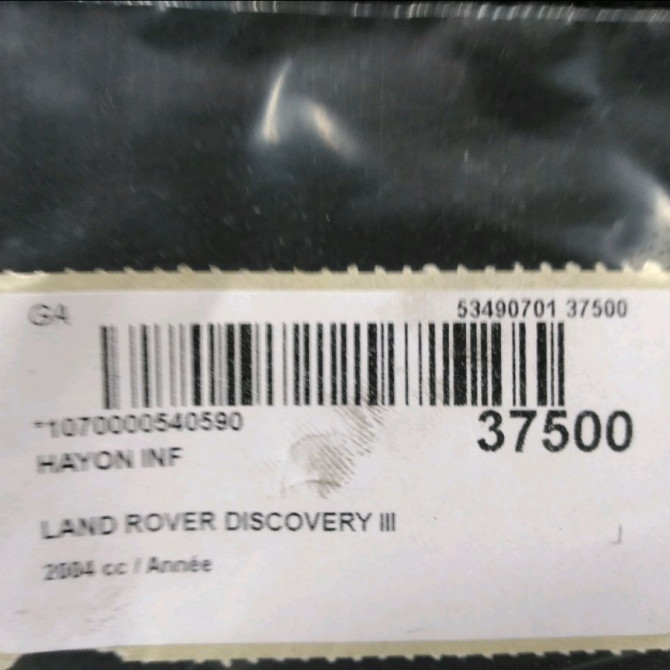 GA 53490701 37500
*1070000540590 37500
HAYON INF
LAND ROVER DISCOVERY III
2004 cc / Année